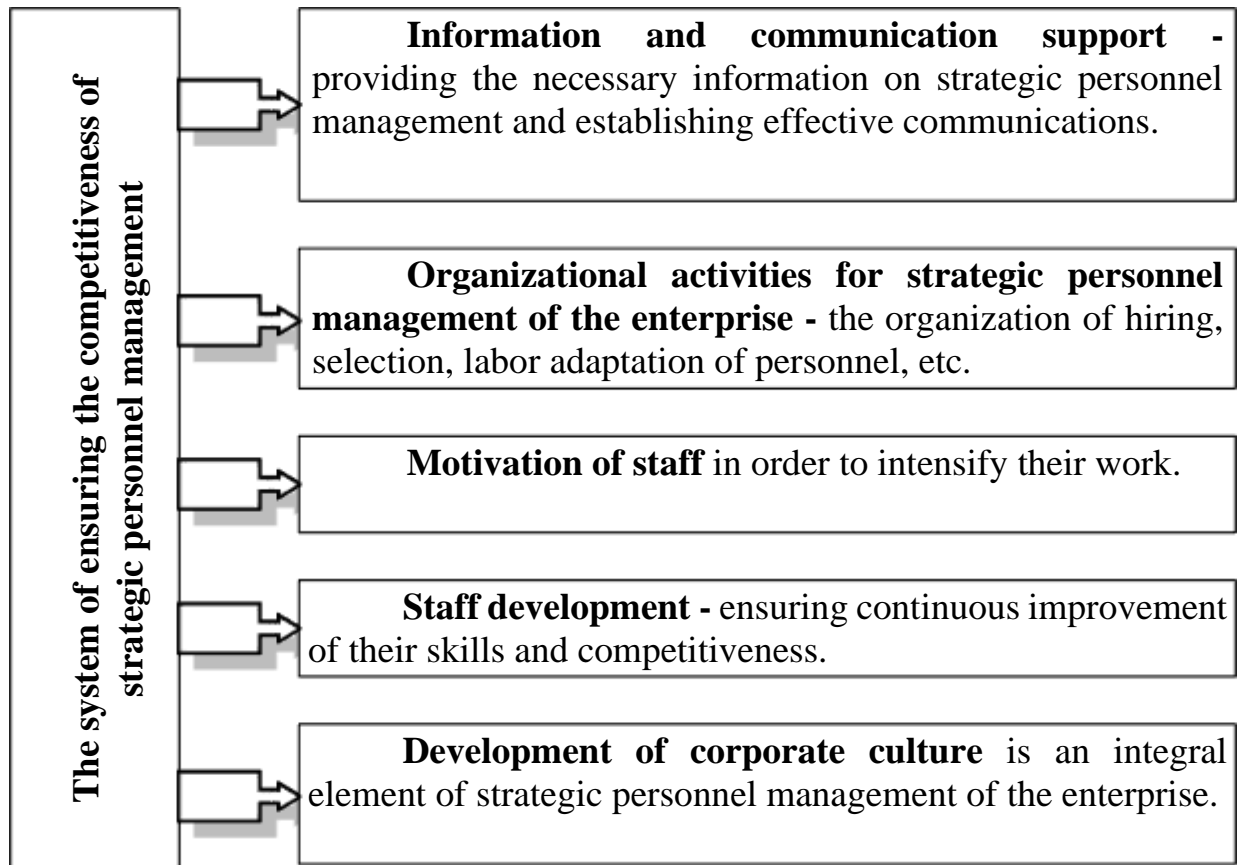 The system of ensuring the competitiveness of
strategic personnel management
Information and communication support -
providing the necessary information on strategic personnel
management and establishing effective communications.
Organizational activities for strategic personnel
management of the enterprise - the organization of hiring,
selection, labor adaptation of personnel, etc.
Motivation of staff in order to intensify their work.
Staff development - ensuring continuous improvement
of their skills and competitiveness.
Development of corporate culture is an integral
element of strategic personnel management of the enterprise.